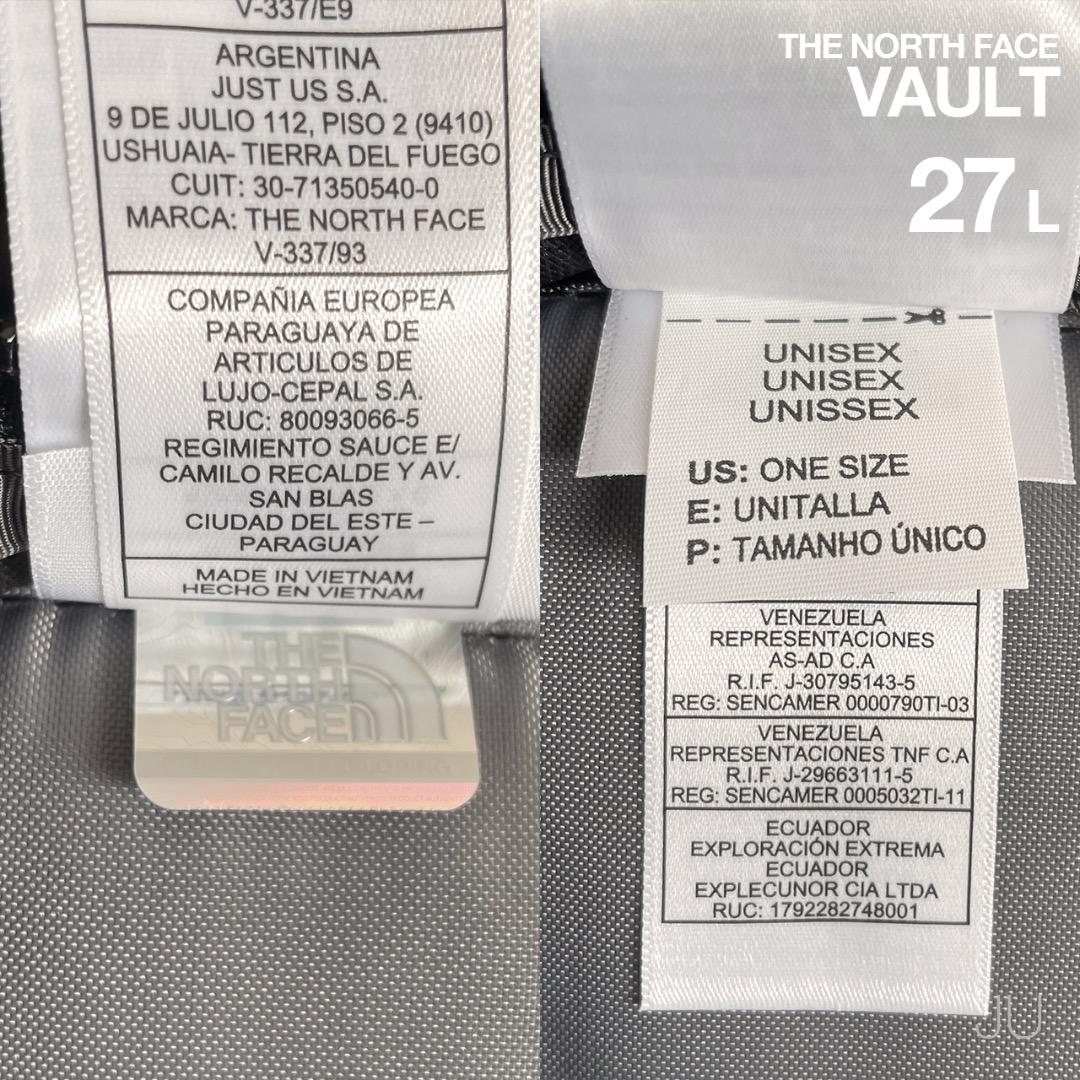 V-337/E9
ARGENTINA
JUST US S.A.
9 DE JULIO 112, PISO 2 (9410)
USHUAIA- TIERRA DEL FUEGO
CUIT: 30-71350540-0
MARCA: THE NORTH FACE
V-337/93
COMPAÑIA EUROPEA
PARAGUAYA DE
ARTICULOS DE
LUJO-CEPAL S.A.
RUC: 80093066-5
REGIMIENTO SAUCE E/
CAMILO RECALDE Y AV.
SAN BLAS
CIUDAD DEL ESTE –
PARAGUAY
MADE IN VIETNAM
HECHO EN VIETNAM
THE
NORTH
FACE
THE NORTH FACE
VAULT
27 L
UNISEX
UNISEX
UNISSEX
US: ONE SIZE
E: UNITALLA
P: TAMANHO ÚNICO
VENEZUELA
REPRESENTACIONES
AS-AD C.A
R.I.F. J-30795143-5
REG: SENCAMER 0000790TI-03
VENEZUELA
REPRESENTACIONES TNF C.A
R.I.F. J-29663111-5
REG: SENCAMER 0005032TI-11
ECUADOR
EXPLORACIÓN EXTREMA
ECUADOR
EXPLECUNOR CIA LTDA
RUC: 1792282748001
JU